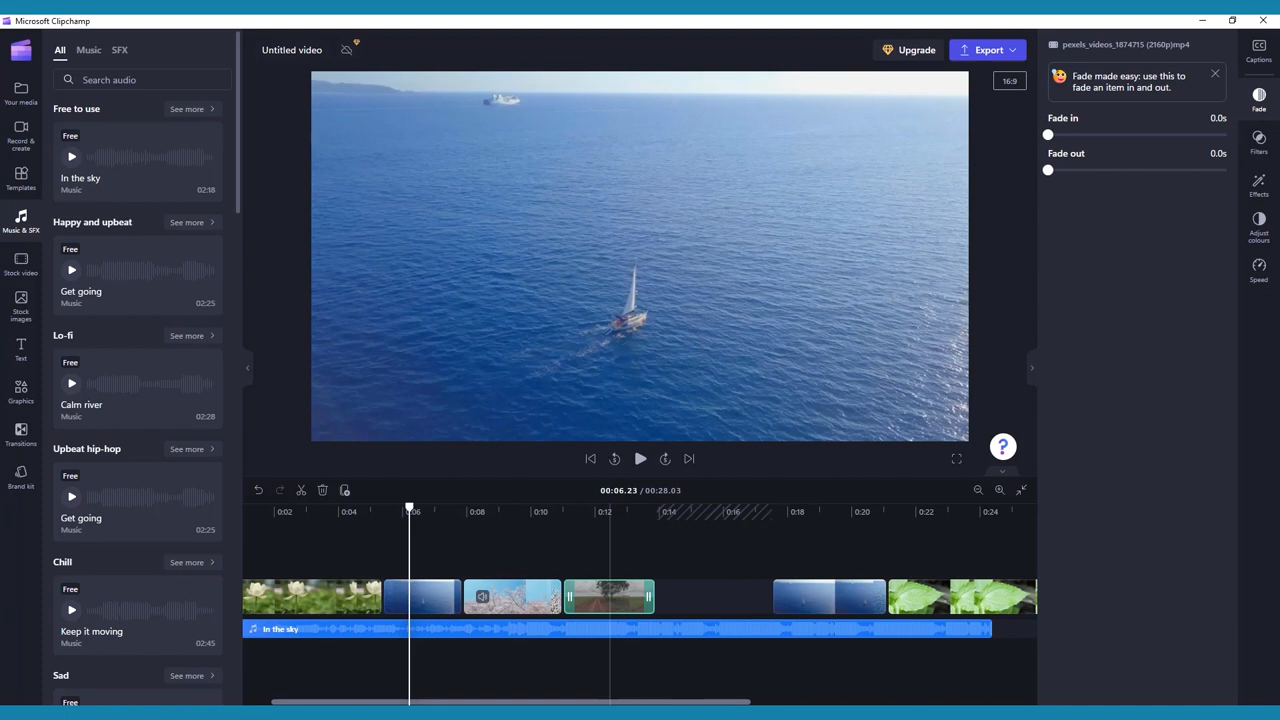 Microsoft Clipchamp
Your media
Record & create
Templates
Music & SFX
Stock video
Stock images
Text
Graphics
Transitions
Brand kit
All Music SFX
Search audio
Free to use See more
Free
In the sky
Music 02:18
Happy and upbeat See more
Free
Get going
Music 02:25
Lo-fi See more
Free
Calm river
Music 02:28
Upbeat hip-hop See more
Free
Get going
Music 02:25
Chill See more
Free
Keep it moving
Music 02:45
Sad See more
Free
Untitled video
Upgrade
Export
16:9
?
00:06.23 / 00:28.03
0:02 0:04 0:06 0:08 0:10 0:12 0:14 0:16 0:18 0:20 0:22 0:24
In the sky
pexels_videos_1874715 (2160p)mp4
Fade made easy: use this to
fade an item in and out.
Fade in 0.0s
Fade out 0.0s
Captions
Fade
Filters
Effects
Adjust
colours
Speed